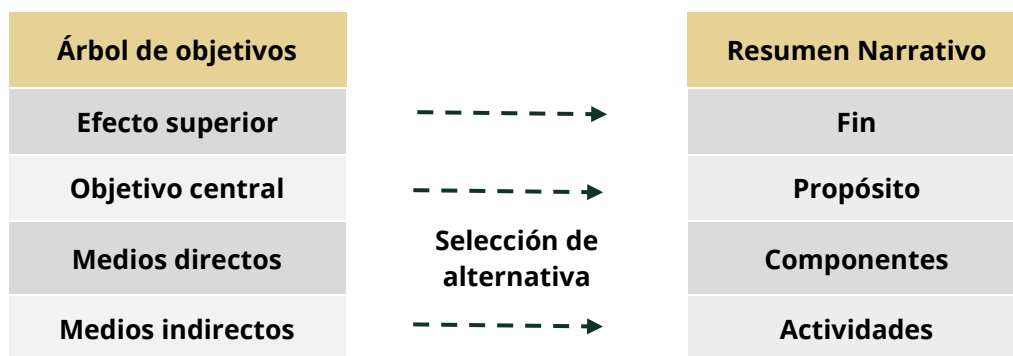 Árbol de objetivos
Resumen Narrativo
Efecto superior
Fin
Objetivo central
Propósito
Medios directos
Selección de
alternativa
Componentes
Medios indirectos
Actividades